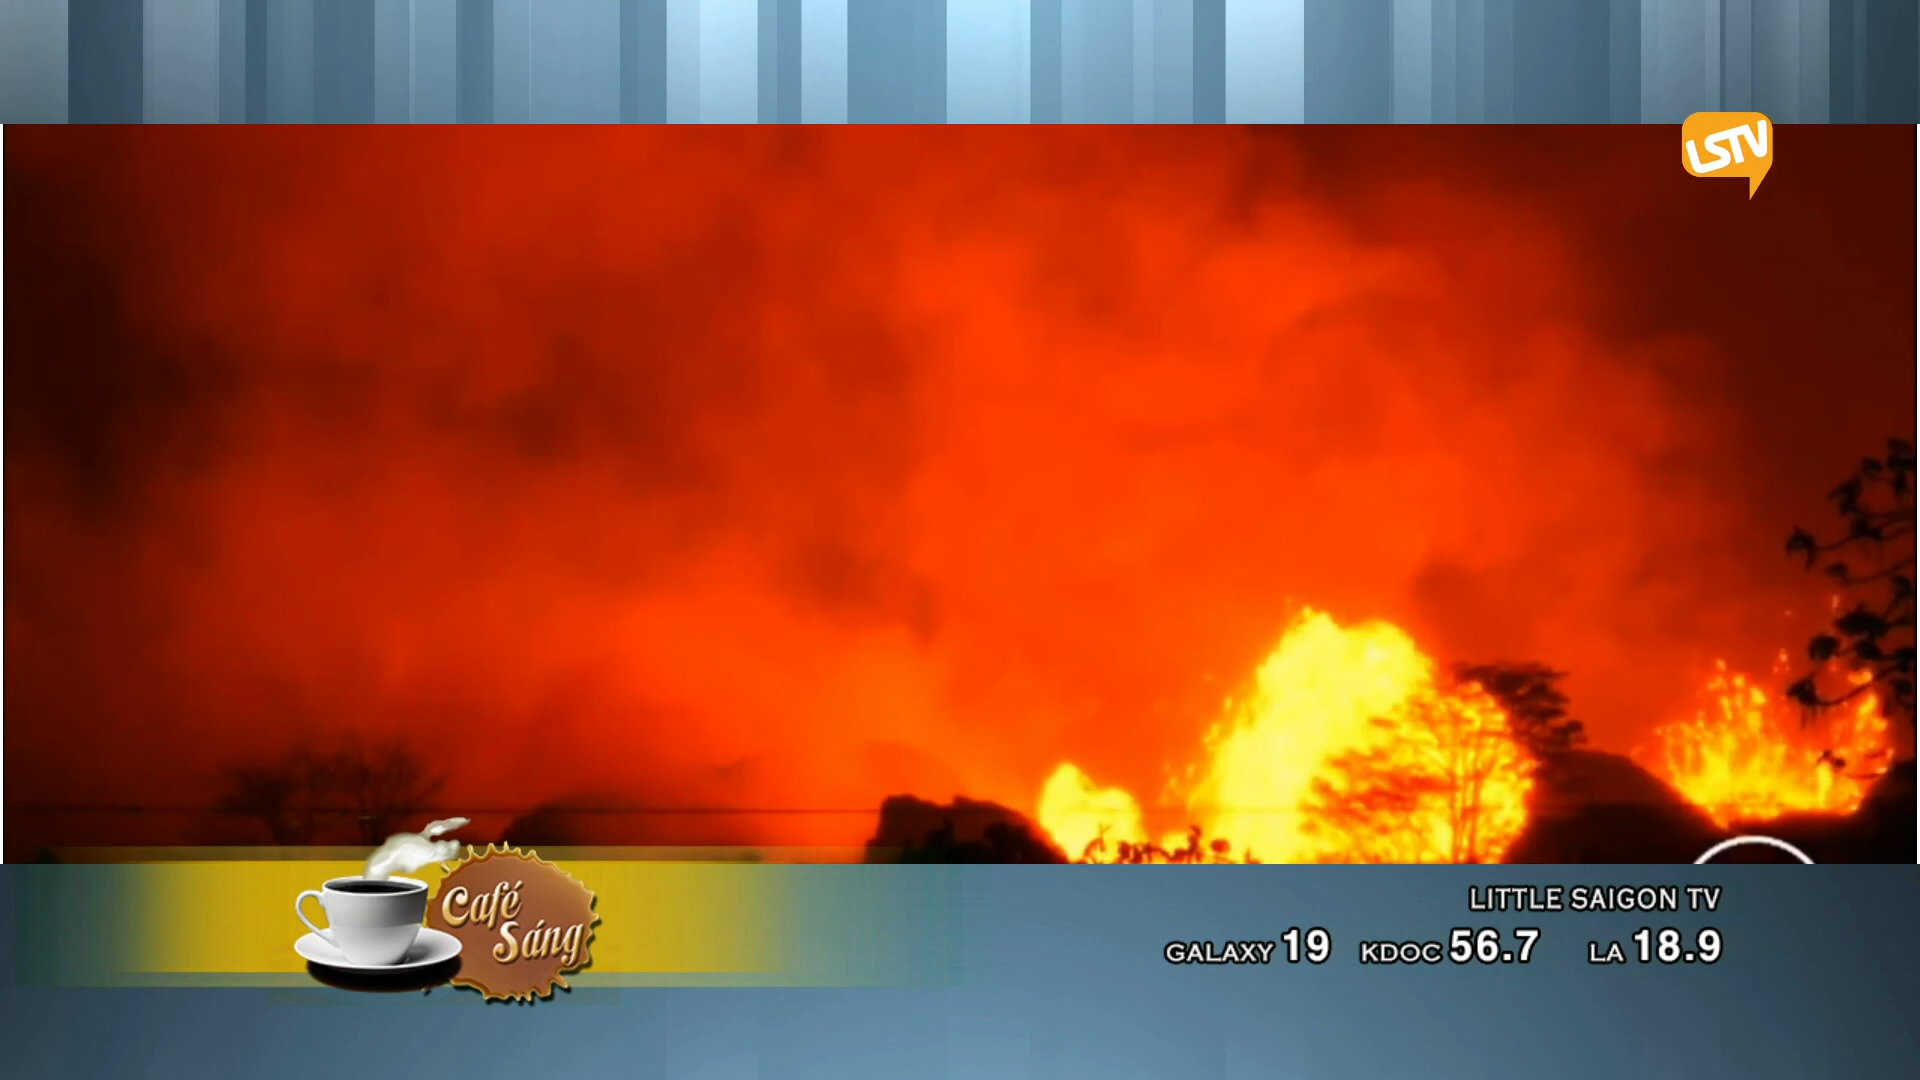 LSTV
Café
Sáng
LITTLE SAIGON TV
GALAXY 19 KDOC 56.7 LA 18.9